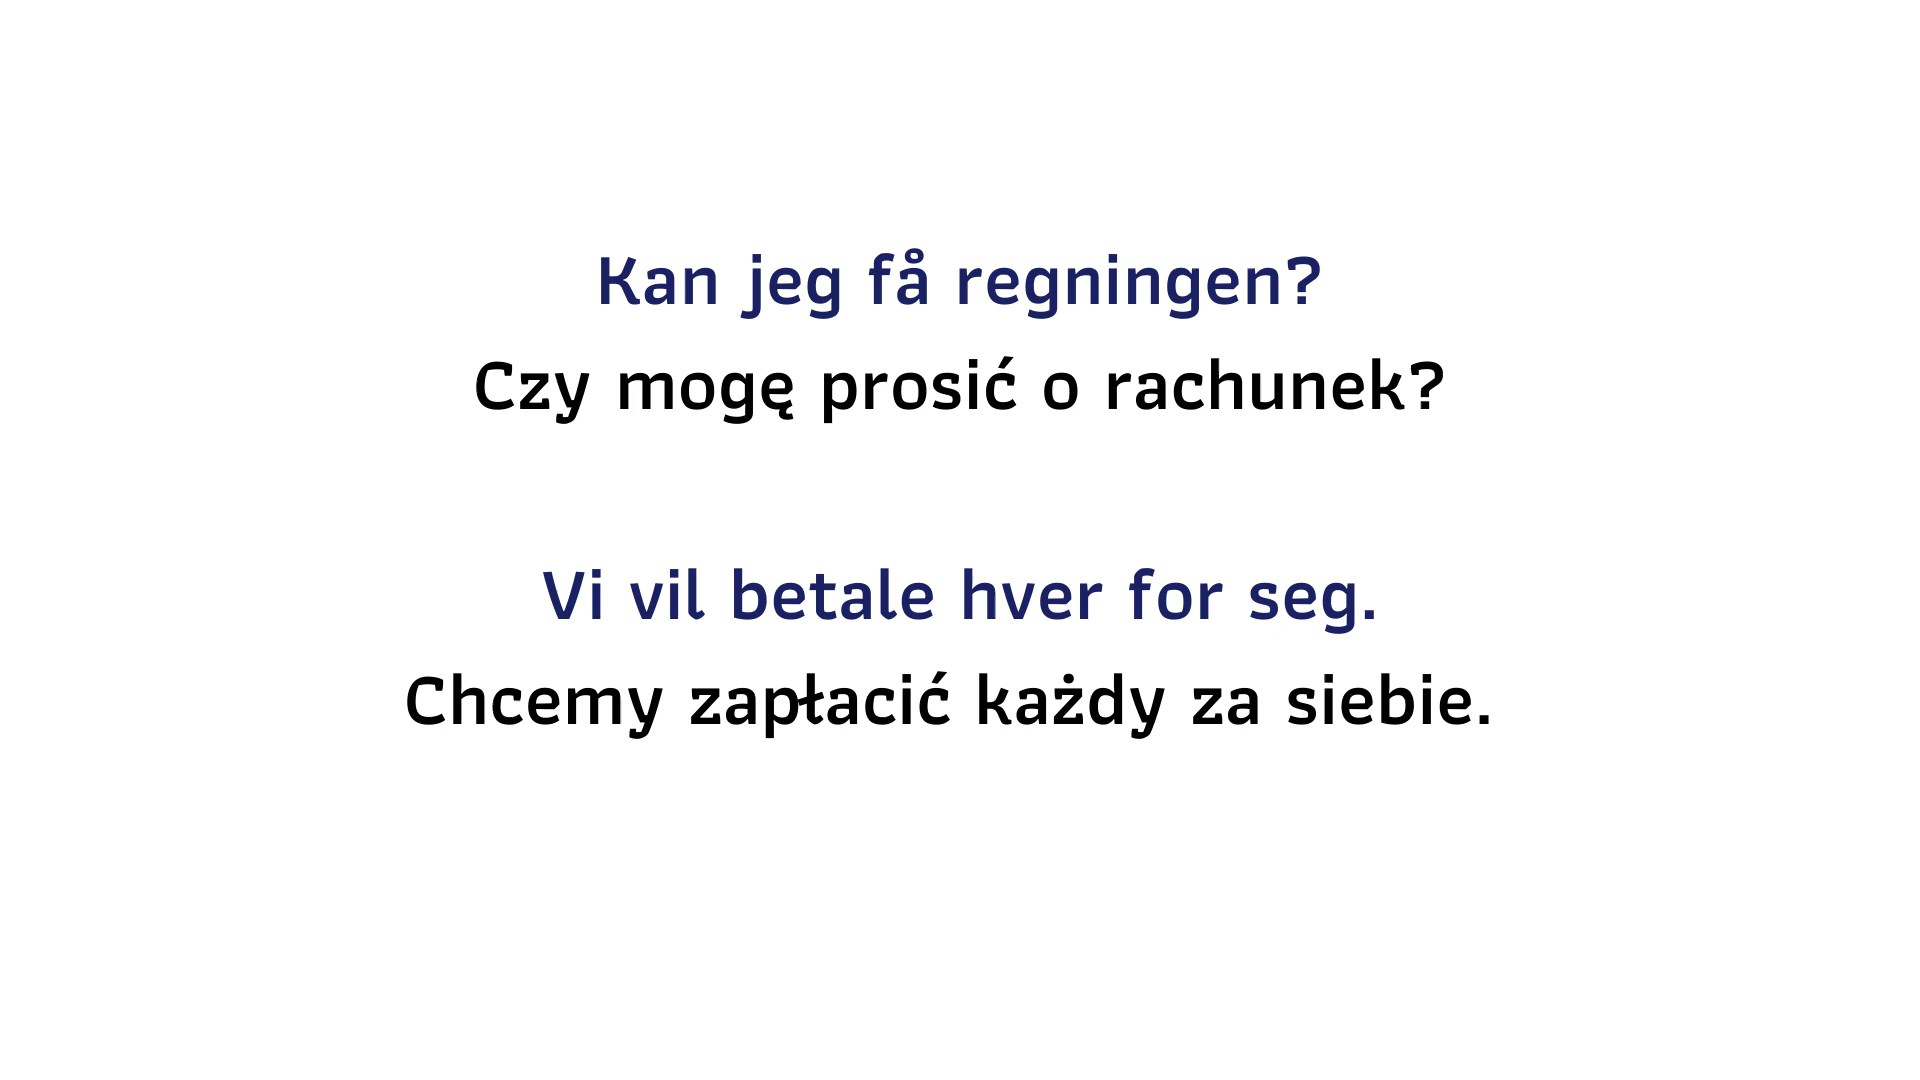 Kan jeg få regningen?
Czy mogę prosić o rachunek?
Vi vil betale hver for seg.
Chcemy zapłacić każdy za siebie.